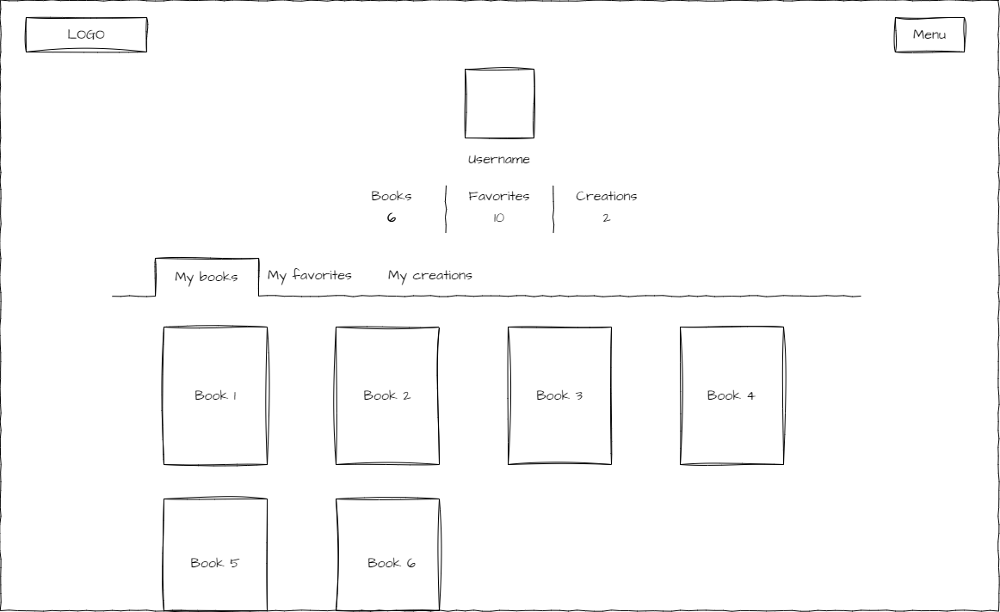 LOGO
Menu
Username
Books
6
Favorites
10
Creations
2
My books
My favorites
My creations
Book 1
Book 2
Book 3
Book 4
Book 5
Book 6